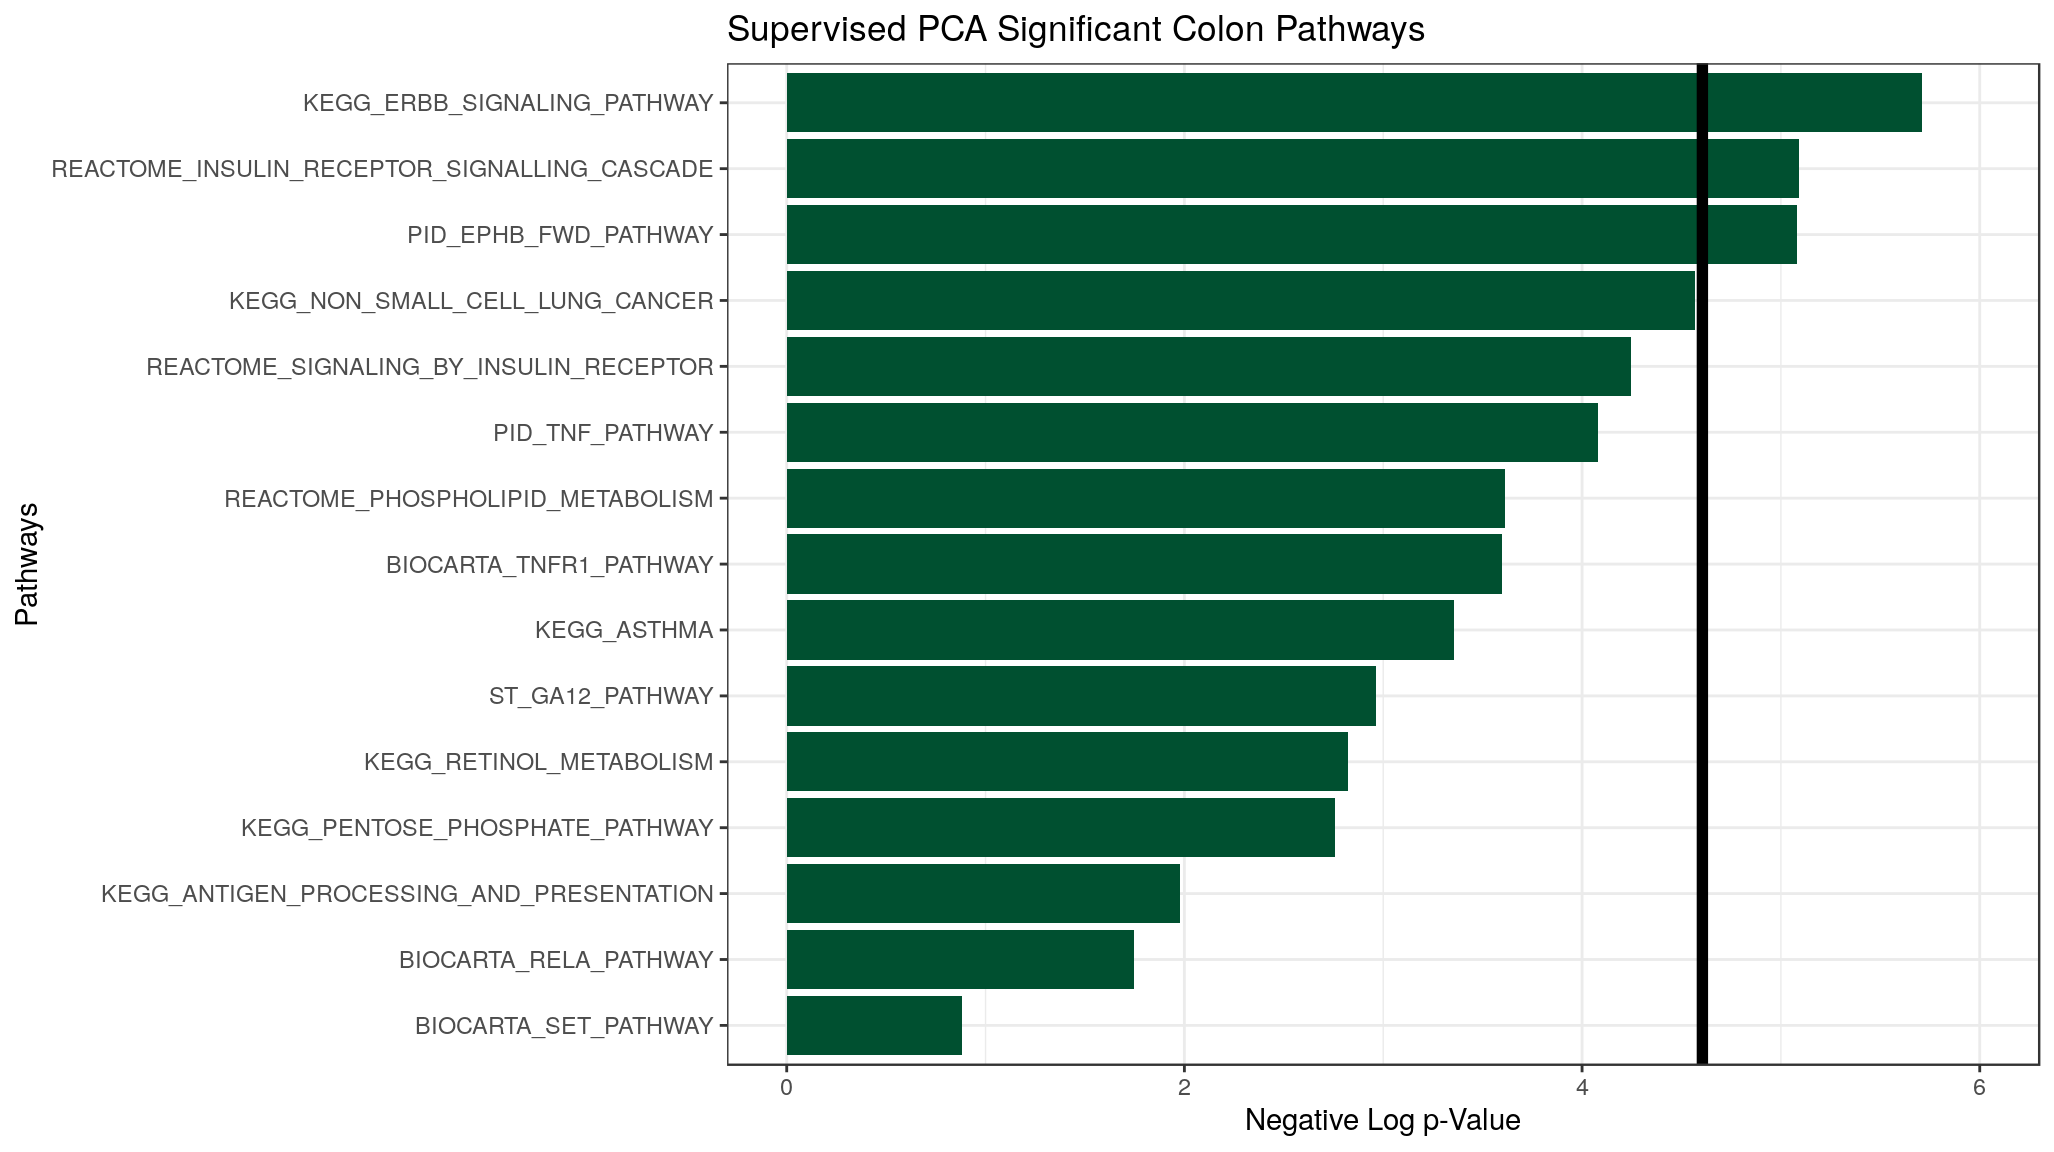 Supervised PCA Significant Colon Pathways
KEGG_ERBB_SIGNALING_PATHWAY
REACTOME_INSULIN_RECEPTOR_SIGNALLING_CASCADE
PID_EPHB_FWD_PATHWAY
KEGG_NON_SMALL_CELL_LUNG_CANCER
REACTOME_SIGNALING_BY_INSULIN_RECEPTOR
PID_TNF_PATHWAY
REACTOME_PHOSPHOLIPID_METABOLISM
BIOCARTA_TNFR1_PATHWAY
KEGG_ASTHMA
ST_GA12_PATHWAY
KEGG_RETINOL_METABOLISM
KEGG_PENTOSE_PHOSPHATE_PATHWAY
KEGG_ANTIGEN_PROCESSING_AND_PRESENTATION
BIOCARTA_RELA_PATHWAY
BIOCARTA_SET_PATHWAY
Pathways
0 2 4 6
Negative Log p-Value